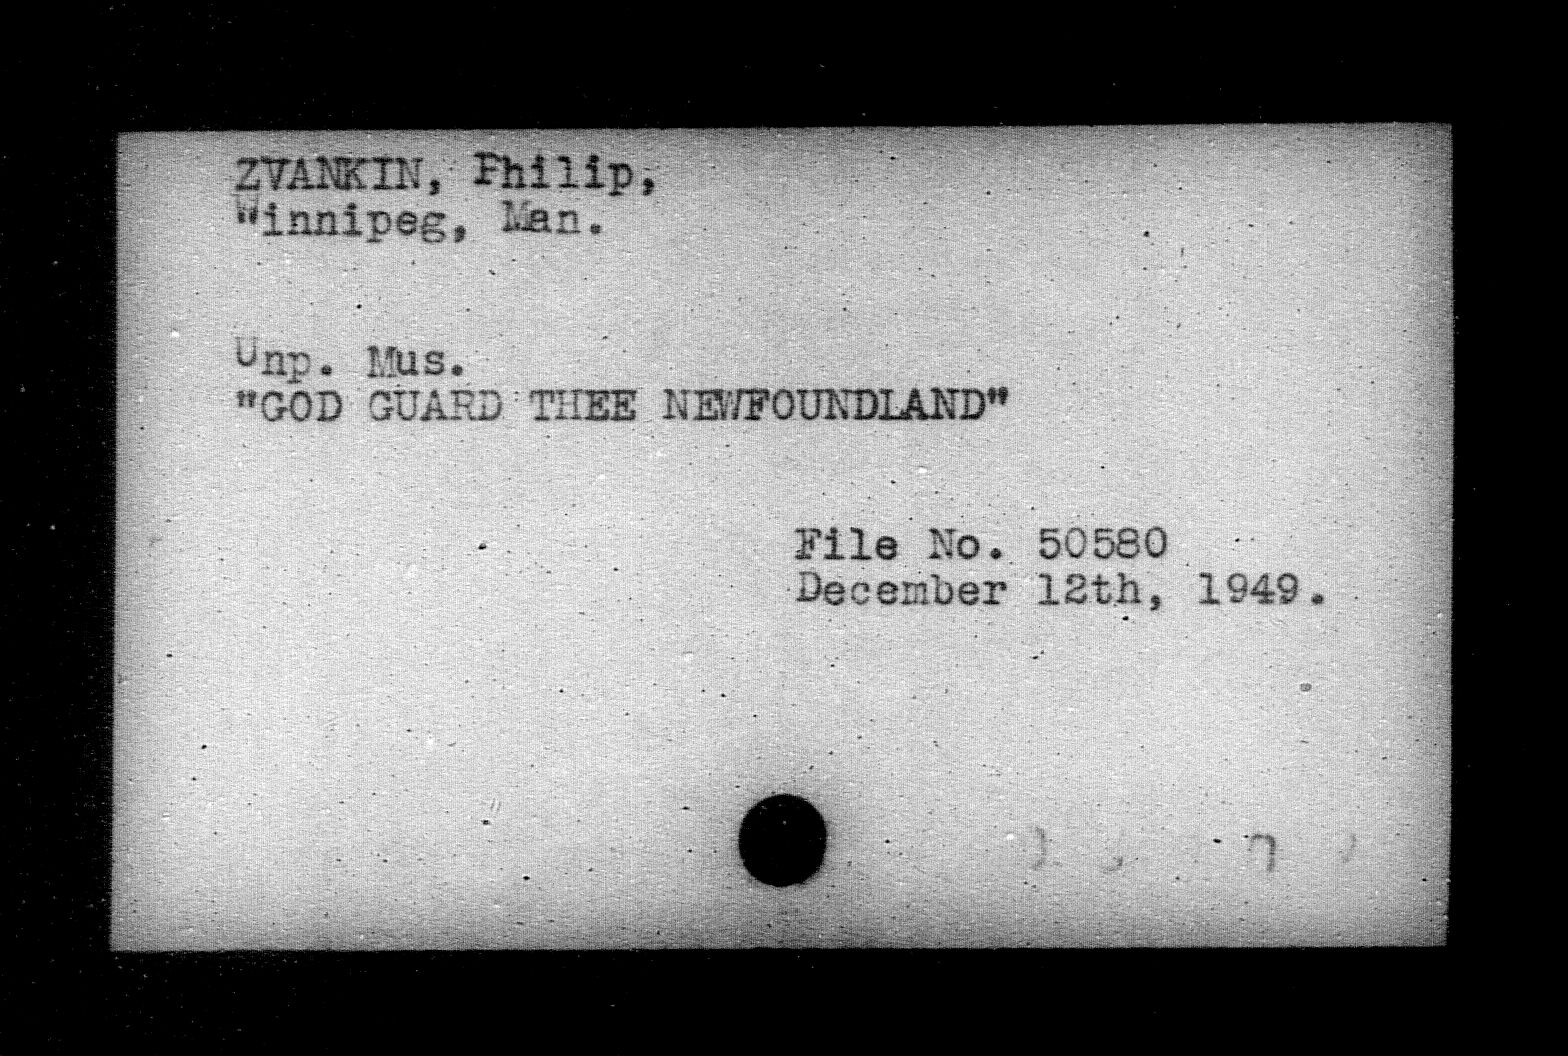 ZVANKIN, Philip,
Winnipeg, Man.
Unp. Mus.
"GOD GUARD THEE NEWFOUNDLAND"
File No. 50580
December 12th, 1949.